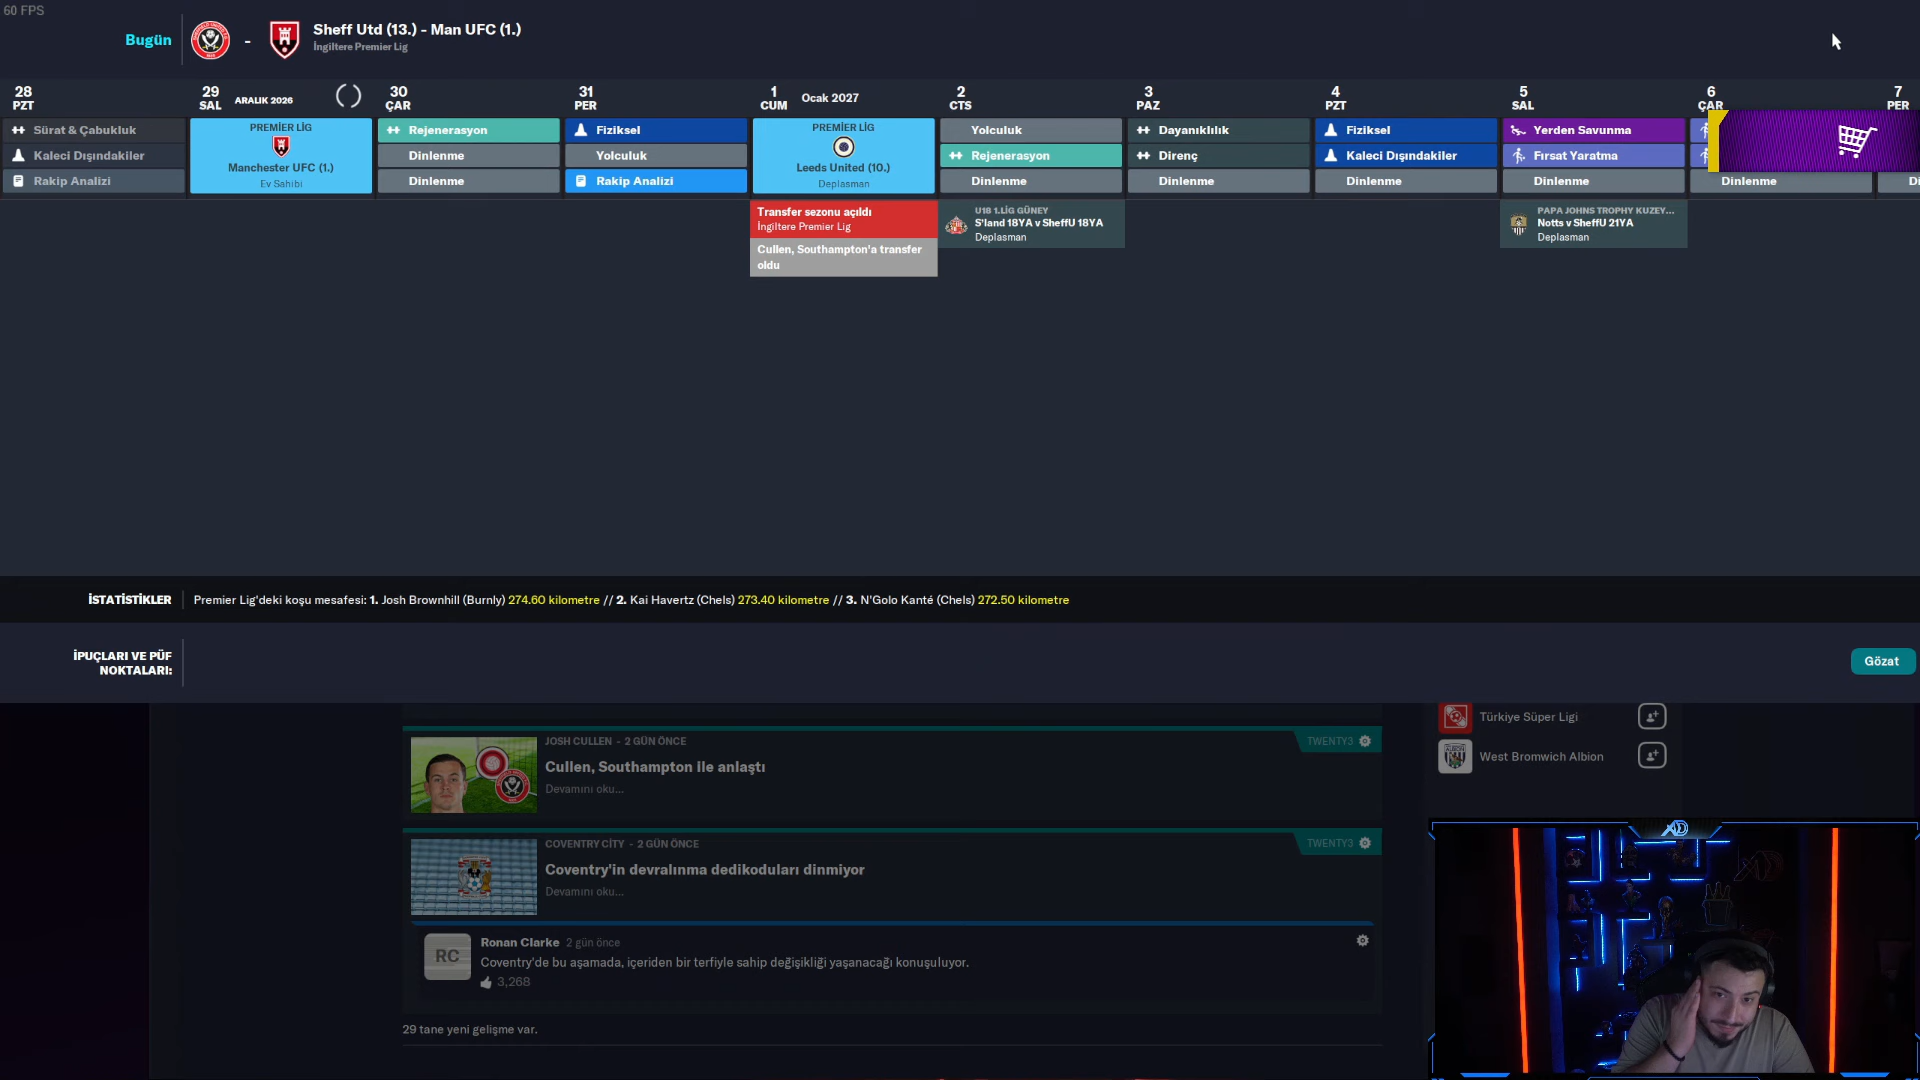 60 FPS
Bugün
-
Sheff Utd (13.) - Man UFC (1.)
İngiltere Premier Lig
28
PZT
29
SAL
ARALIK 2026
30
ÇAR
31
PER
1
CUM
Ocak 2027
2
CTS
3
PAZ
4
PZT
5
SAL
6
ÇAR
7
PER
Sürat & Çabukluk
Kaleci Dışındakiler
Rakip Analizi
PREMİER LİG
Manchester UFC (1.)
Ev Sahibi
Rejenerasyon
Dinlenme
Dinlenme
Fiziksel
Yolculuk
Rakip Analizi
PREMİER LİG
Leeds United (10.)
Deplasman
Transfer sezonu açıldı
İngiltere Premier Lig
Cullen, Southampton'a transfer
oldu
Yolculuk
Rejenerasyon
Dinlenme
U18 1.LİG GÜNEY
S'land 18YA v SheffU 18YA
Deplasman
Dayanıklılık
Direnç
Dinlenme
Fiziksel
Kaleci Dışındakiler
Dinlenme
Yerden Savunma
Fırsat Yaratma
Dinlenme
PAPA JOHNS TROPHY KUZEY...
Notts v SheffU 21YA
Deplasman
Dinlenme
Di
İSTATİSTİKLER
Premier Lig'deki koşu mesafesi: 1. Josh Brownhill (Burnly) 274.60 kilometre // 2. Kai Havertz (Chels) 273.40 kilometre // 3. N'Golo Kanté (Chels) 272.50 kilometre
İPUÇLARI VE PÜF
NOKTALARI:
Gözat
Türkiye Süper Ligi
West Bromwich Albion
JOSH CULLEN - 2 GÜN ÖNCE
TWENTY3
Cullen, Southampton ile anlaştı
Devamını oku...
COVENTRY CİTY - 2 GÜN ÖNCE
TWENTY3
Coventry'in devralınma dedikoduları dinmiyor
Devamını oku...
RC
Ronan Clarke 2 gün önce
Coventry'de bu aşamada, içeriden bir terfiyle sahip değişikliği yaşanacağı konuşuluyor.
3,268
29 tane yeni gelişme var.